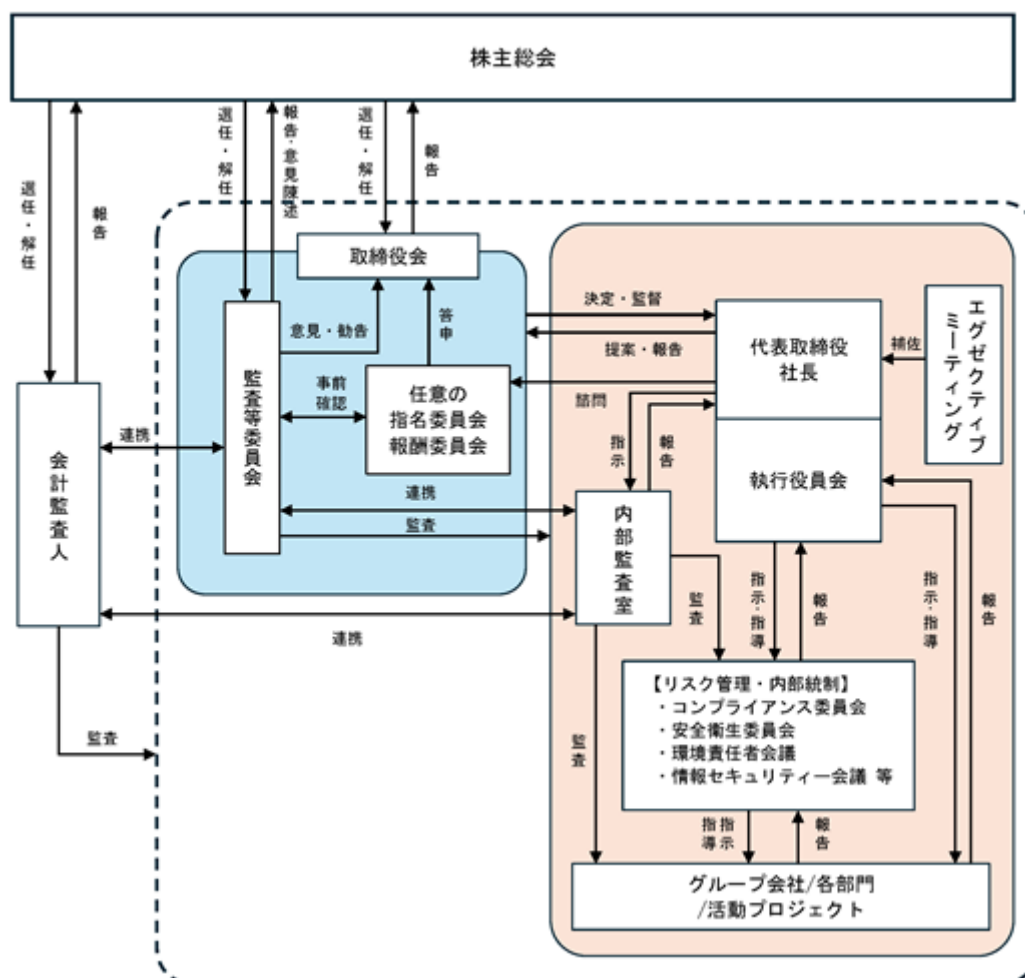 株主総会
選任・解任
報告
選任・解任
報告・意見陳述
選任・解任
報告
取締役会
意見・勧告
答申
監査等委員会
事前
確認
任意の
指名委員会
報酬委員会
連携
会計監査人
連携
監査
連携
監査
決定・監督
提案・報告
諮問
代表取締役
社長
補佐
エグゼクティブ
ミーティング
指示
報告
執行役員会
内部監査室
監査
指示・指導
報告
指示・指導
報告
【リスク管理・内部統制】
・コンプライアンス委員会
・安全衛生委員会
・環境責任者会議
・情報セキュリティー会議 等
監査
指示
指導
報告
グループ会社/各部門
/活動プロジェクト